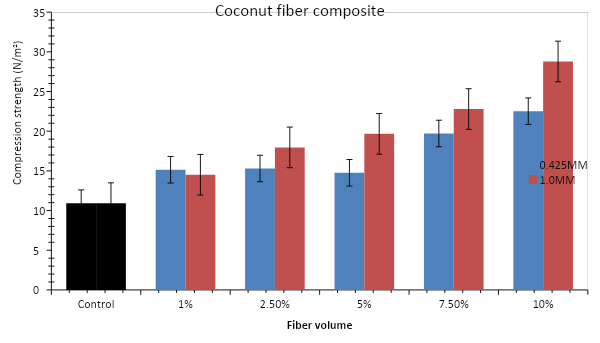 Coconut fiber composite
Compression strength (N/m²)
35
30
25
20
15
10
5
0
0.425MM
1.0MM
Control 1% 2.50% 5% 7.50% 10%
Fiber volume